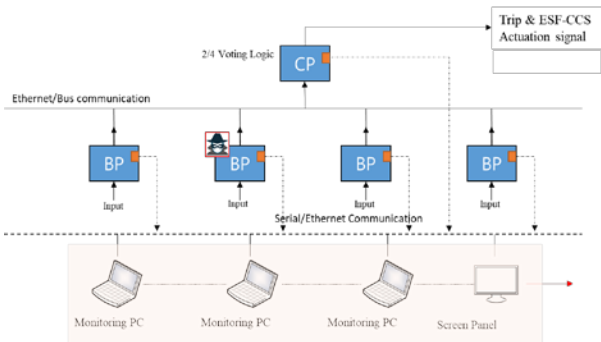 Trip & ESF-CCS
Actuation signal
2/4 Voting Logic
CP
Ethernet/Bus communication
BP
BP
BP
BP
Input
Input
Input
Input
Serial/Ethernet Communication
Monitoring PC
Monitoring PC
Monitoring PC
Screen Panel